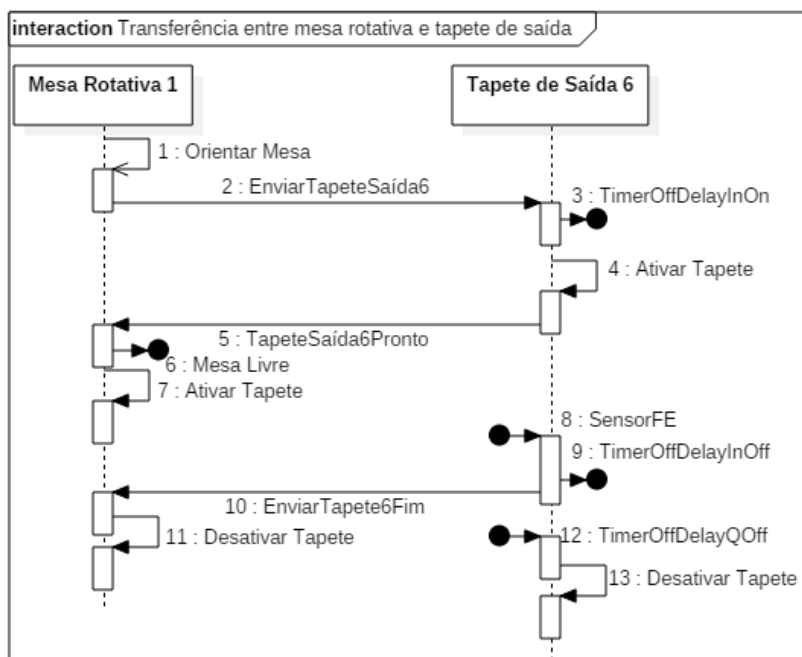 interaction Transferência entre mesa rotativa e tapete de saída
Mesa Rotativa 1
Tapete de Saída 6
1 : Orientar Mesa
2 : EnviarTapeteSaída6
3 : TimerOffDelayInOn
4 : Ativar Tapete
5 : TapeteSaída6Pronto
6 : Mesa Livre
7 : Ativar Tapete
8 : SensorFE
9 : TimerOffDelayInOff
10 : EnviarTapete6Fim
11 : Desativar Tapete
12 : TimerOffDelayQOff
13 : Desativar Tapete